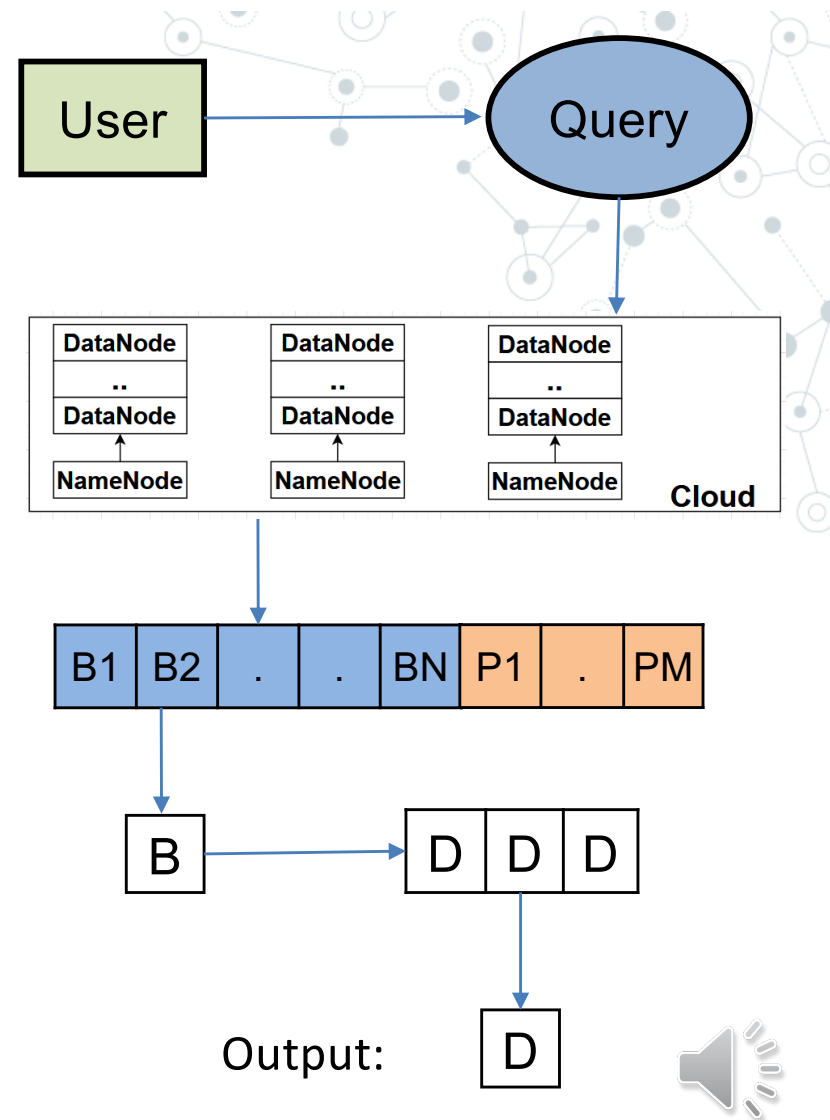 User
Query
DataNode DataNode DataNode
.. .. ..
DataNode DataNode DataNode
NameNode NameNode NameNode
Cloud
B1 B2 . . BN P1 . PM
B D D D
Output: D